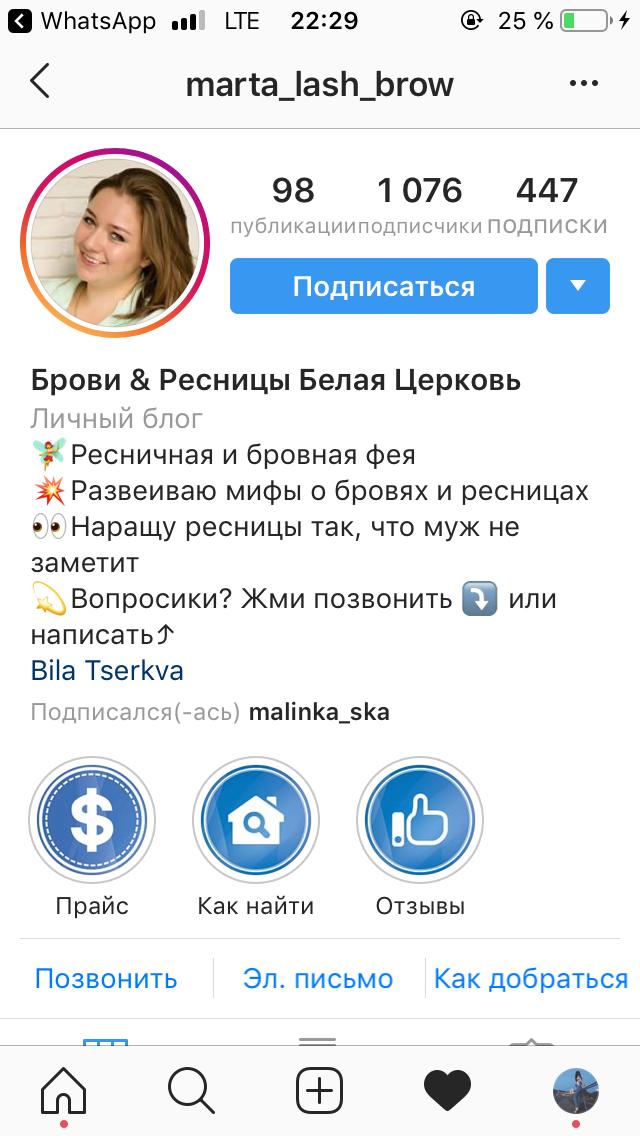 WhatsApp LTE 22:29 25 %
marta_lash_brow
98 1 076 447
публикации подписчики подписки
Подписаться
Брови & Ресницы Белая Церковь
Личный блог
🧚Ресничная и бровная фея
💥Развеиваю мифы о бровях и ресницах
👀Наращу ресницы так, что муж не
заметит
💫Вопросики? Жми позвонить ⤵️ или
написать⤴
Bila Tserkva
Подписался(-ась) malinka_ska
$
Прайс Как найти Отзывы
Позвонить Эл. письмо Как добраться